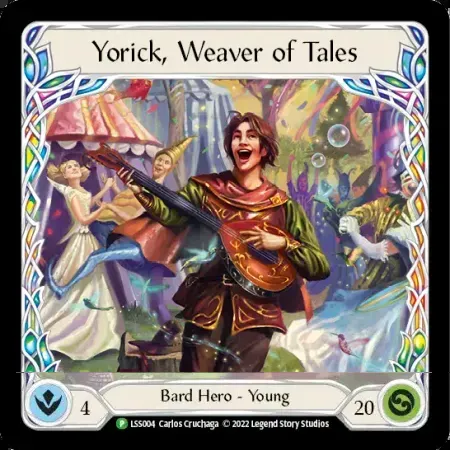 Yorick, Weaver of Tales
4
Bard Hero - Young
20
P LSS004 Carlos Cruchaga © 2022 Legend Story Studios